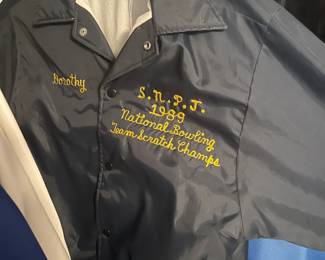 Dorothy
S.N.P.J.
1989
National Bowling
Team Scratch Champs